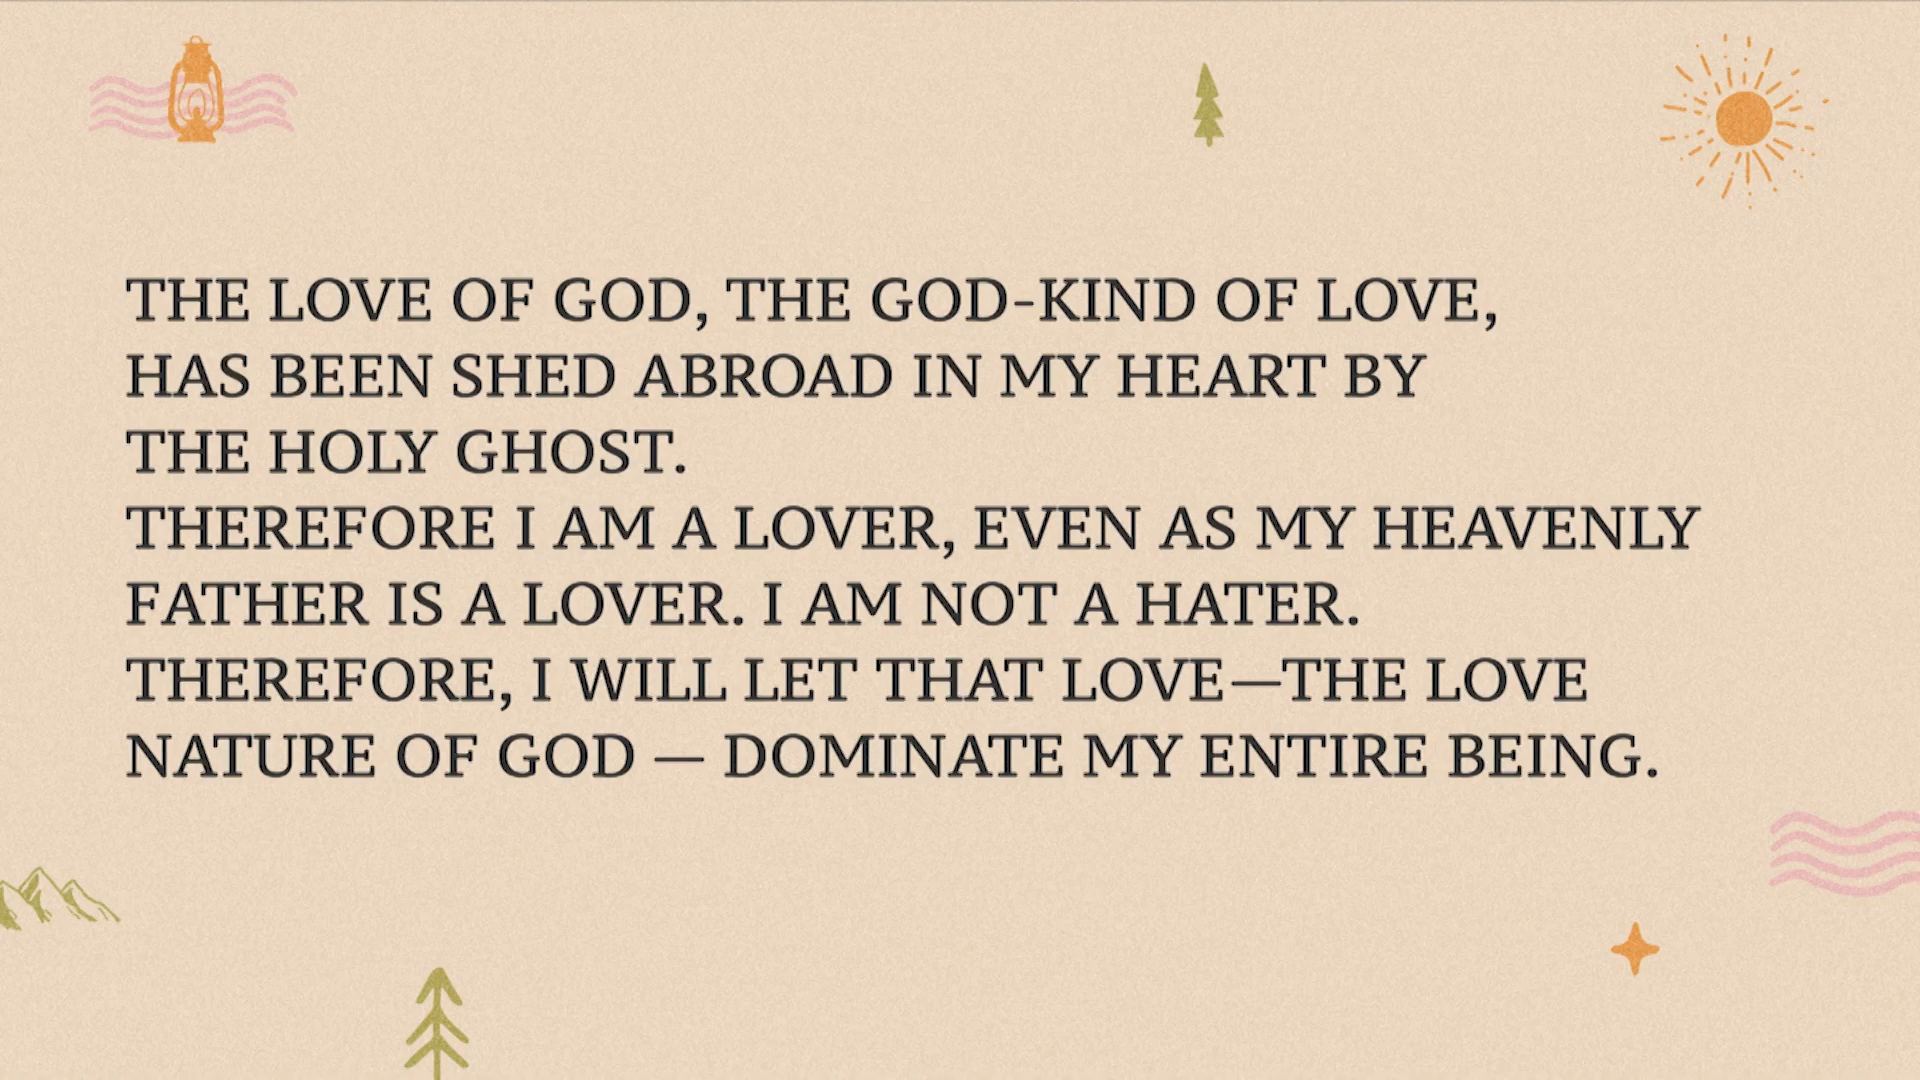 THE LOVE OF GOD, THE GOD-KIND OF LOVE,
HAS BEEN SHED ABROAD IN MY HEART BY
THE HOLY GHOST.
THEREFORE I AM A LOVER, EVEN AS MY HEAVENLY
FATHER IS A LOVER. I AM NOT A HATER.
THEREFORE, I WILL LET THAT LOVE—THE LOVE
NATURE OF GOD — DOMINATE MY ENTIRE BEING.